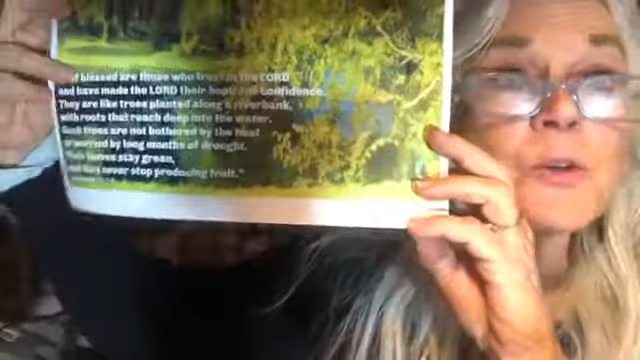 blessed are those who trust in the LORD
and have made the LORD their hope and confidence.
They are like trees planted along a riverbank,
with roots that reach deep into the water.
Such trees are not bothered by the heat
or worried by long months of drought.
Their leaves stay green,
and they never stop producing fruit."